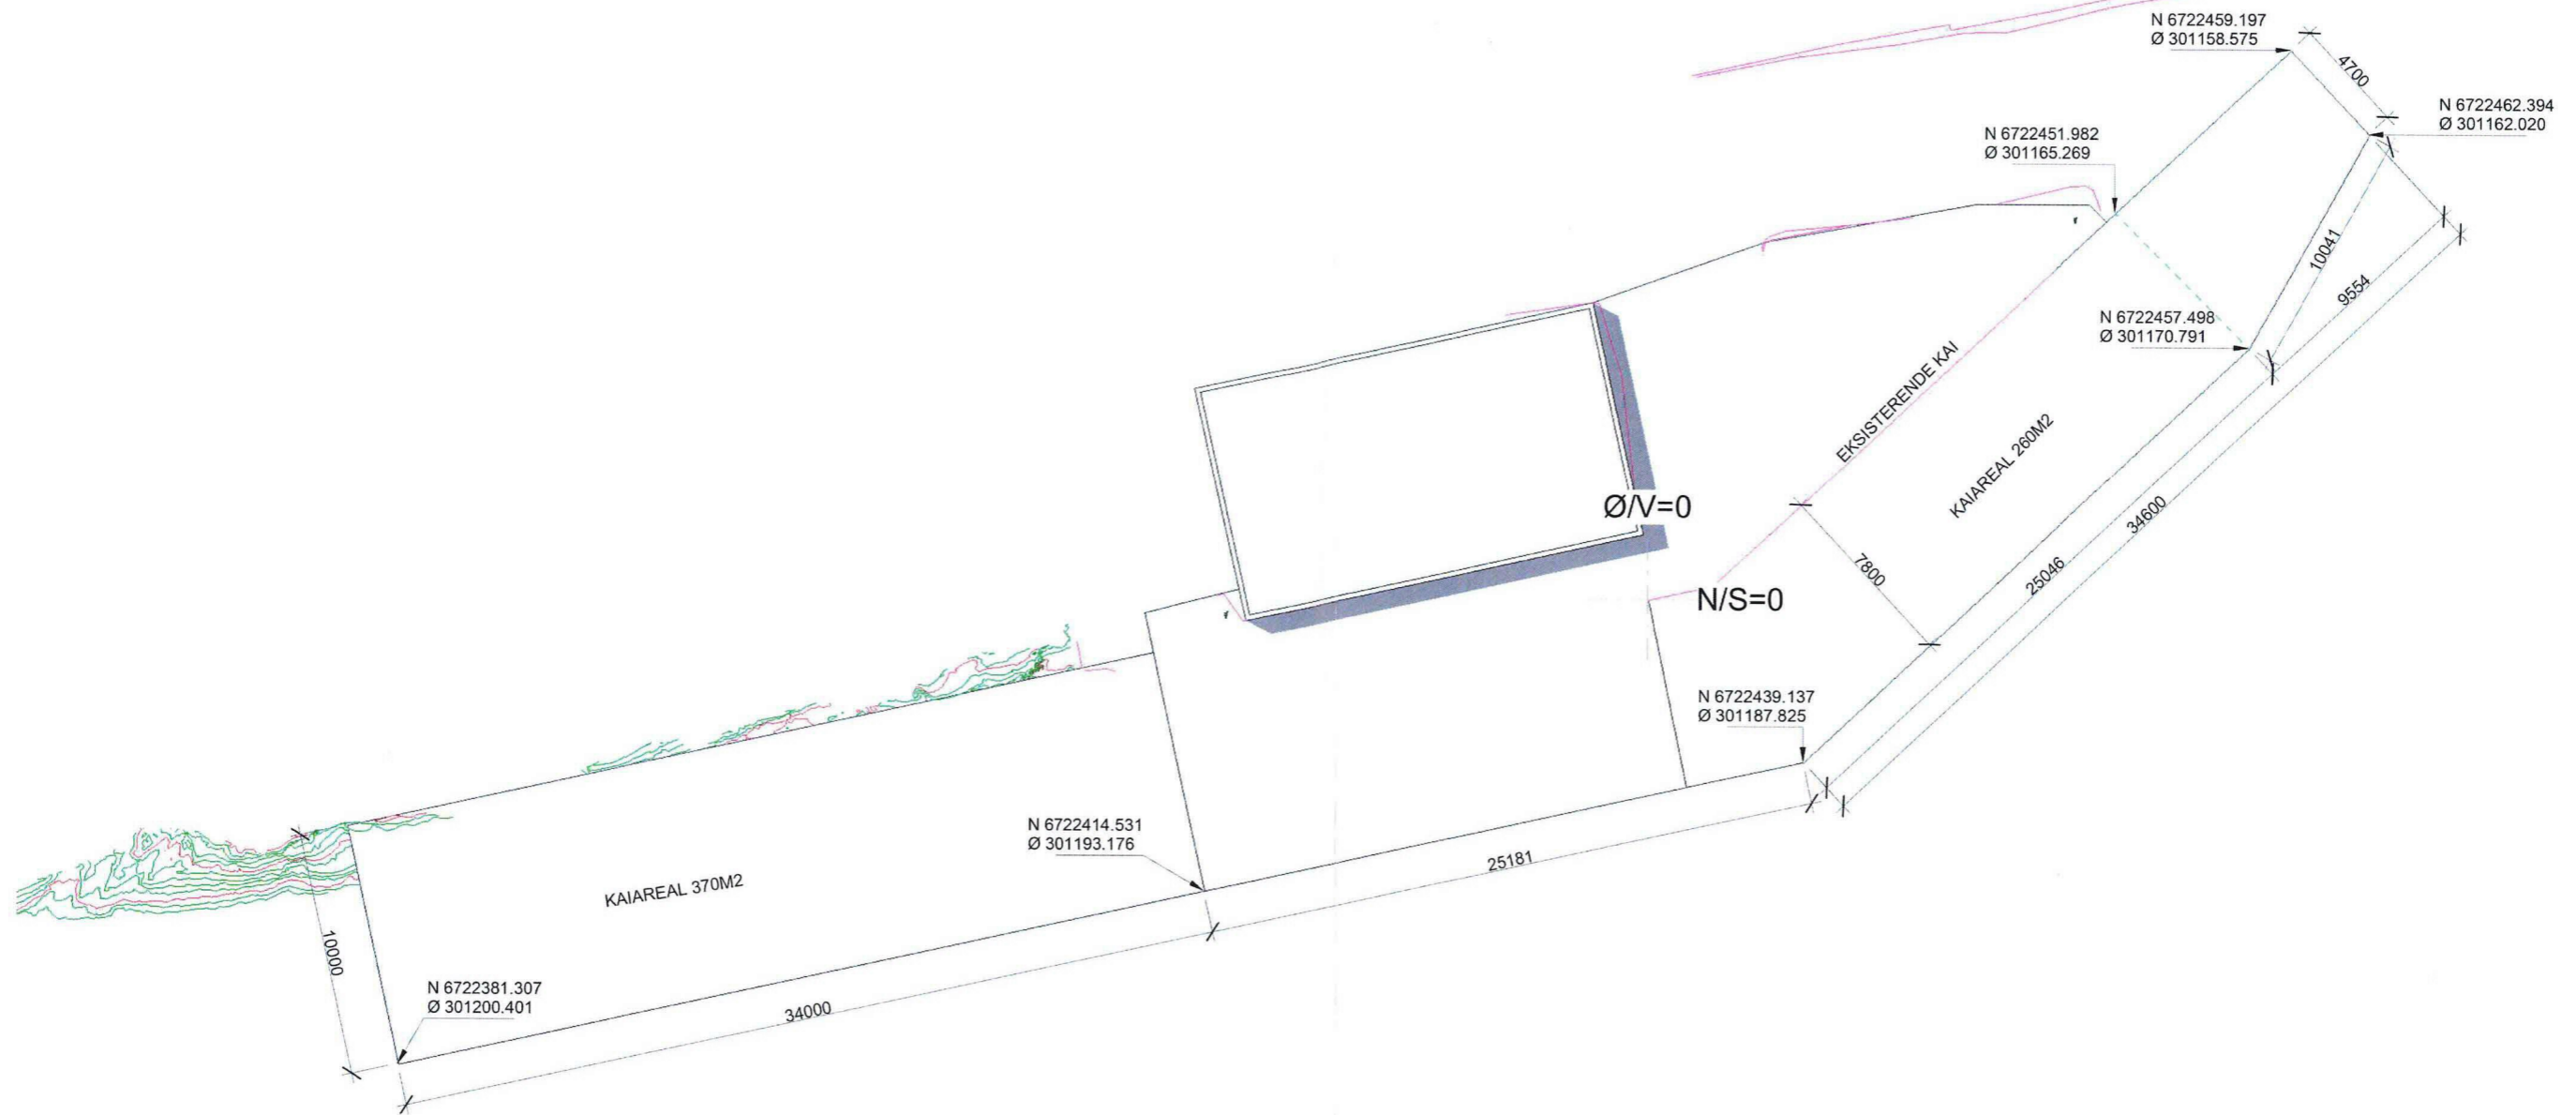 N 6722459.197
Ø 301158.575
4700
N 6722462.394
Ø 301162.020
N 6722451.982
Ø 301165.269
10041
9554
N 6722457.498
Ø 301170.791
EKSISTERENDE KAI
KAIAREAL 260M2
Ø/V=0
34600
7800
25046
N/S=0
N 6722439.137
Ø 301187.825
N 6722414.531
Ø 301193.176
25181
KAIAREAL 370M2
10000
N 6722381.307
Ø 301200.401
34000